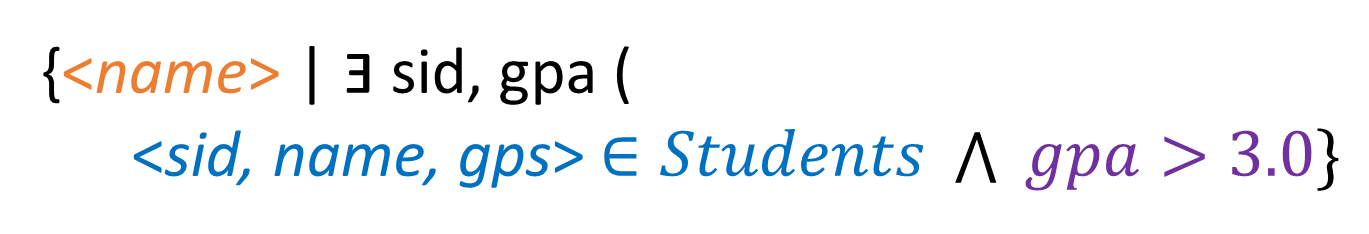 {<name> | ∃ sid, gpa (
<sid, name, gps> ∈ Students ∧ gpa > 3.0}